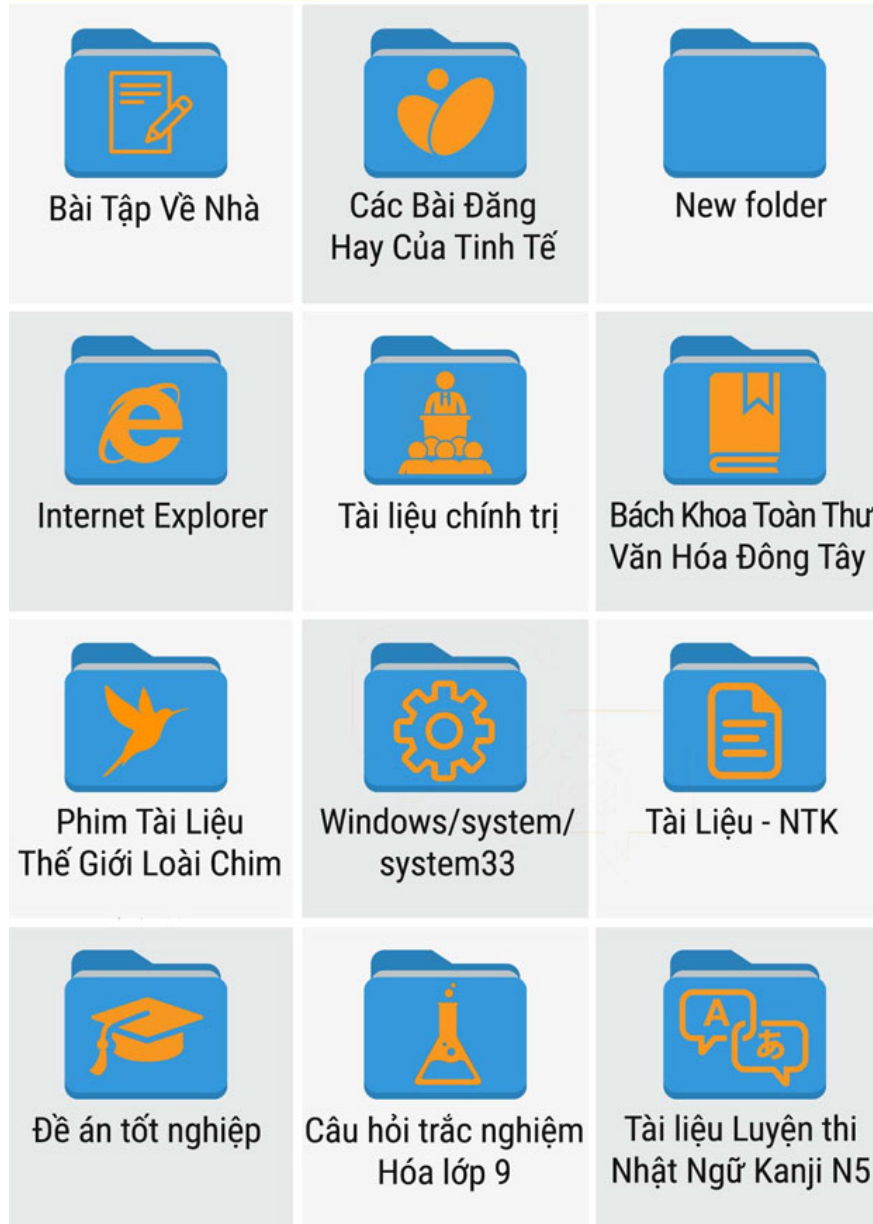 Bài Tập Về Nhà
Các Bài Đăng
Hay Của Tinh Tế
New folder
Internet Explorer
Tài liệu chính trị
Bách Khoa Toàn Thư
Văn Hóa Đông Tây
Phim Tài Liệu
Thế Giới Loài Chim
Windows/system/
system33
Tài Liệu - NTK
Đề án tốt nghiệp
Câu hỏi trắc nghiệm
Hóa lớp 9
A
あ
Tài liệu Luyện thi
Nhật Ngữ Kanji N5